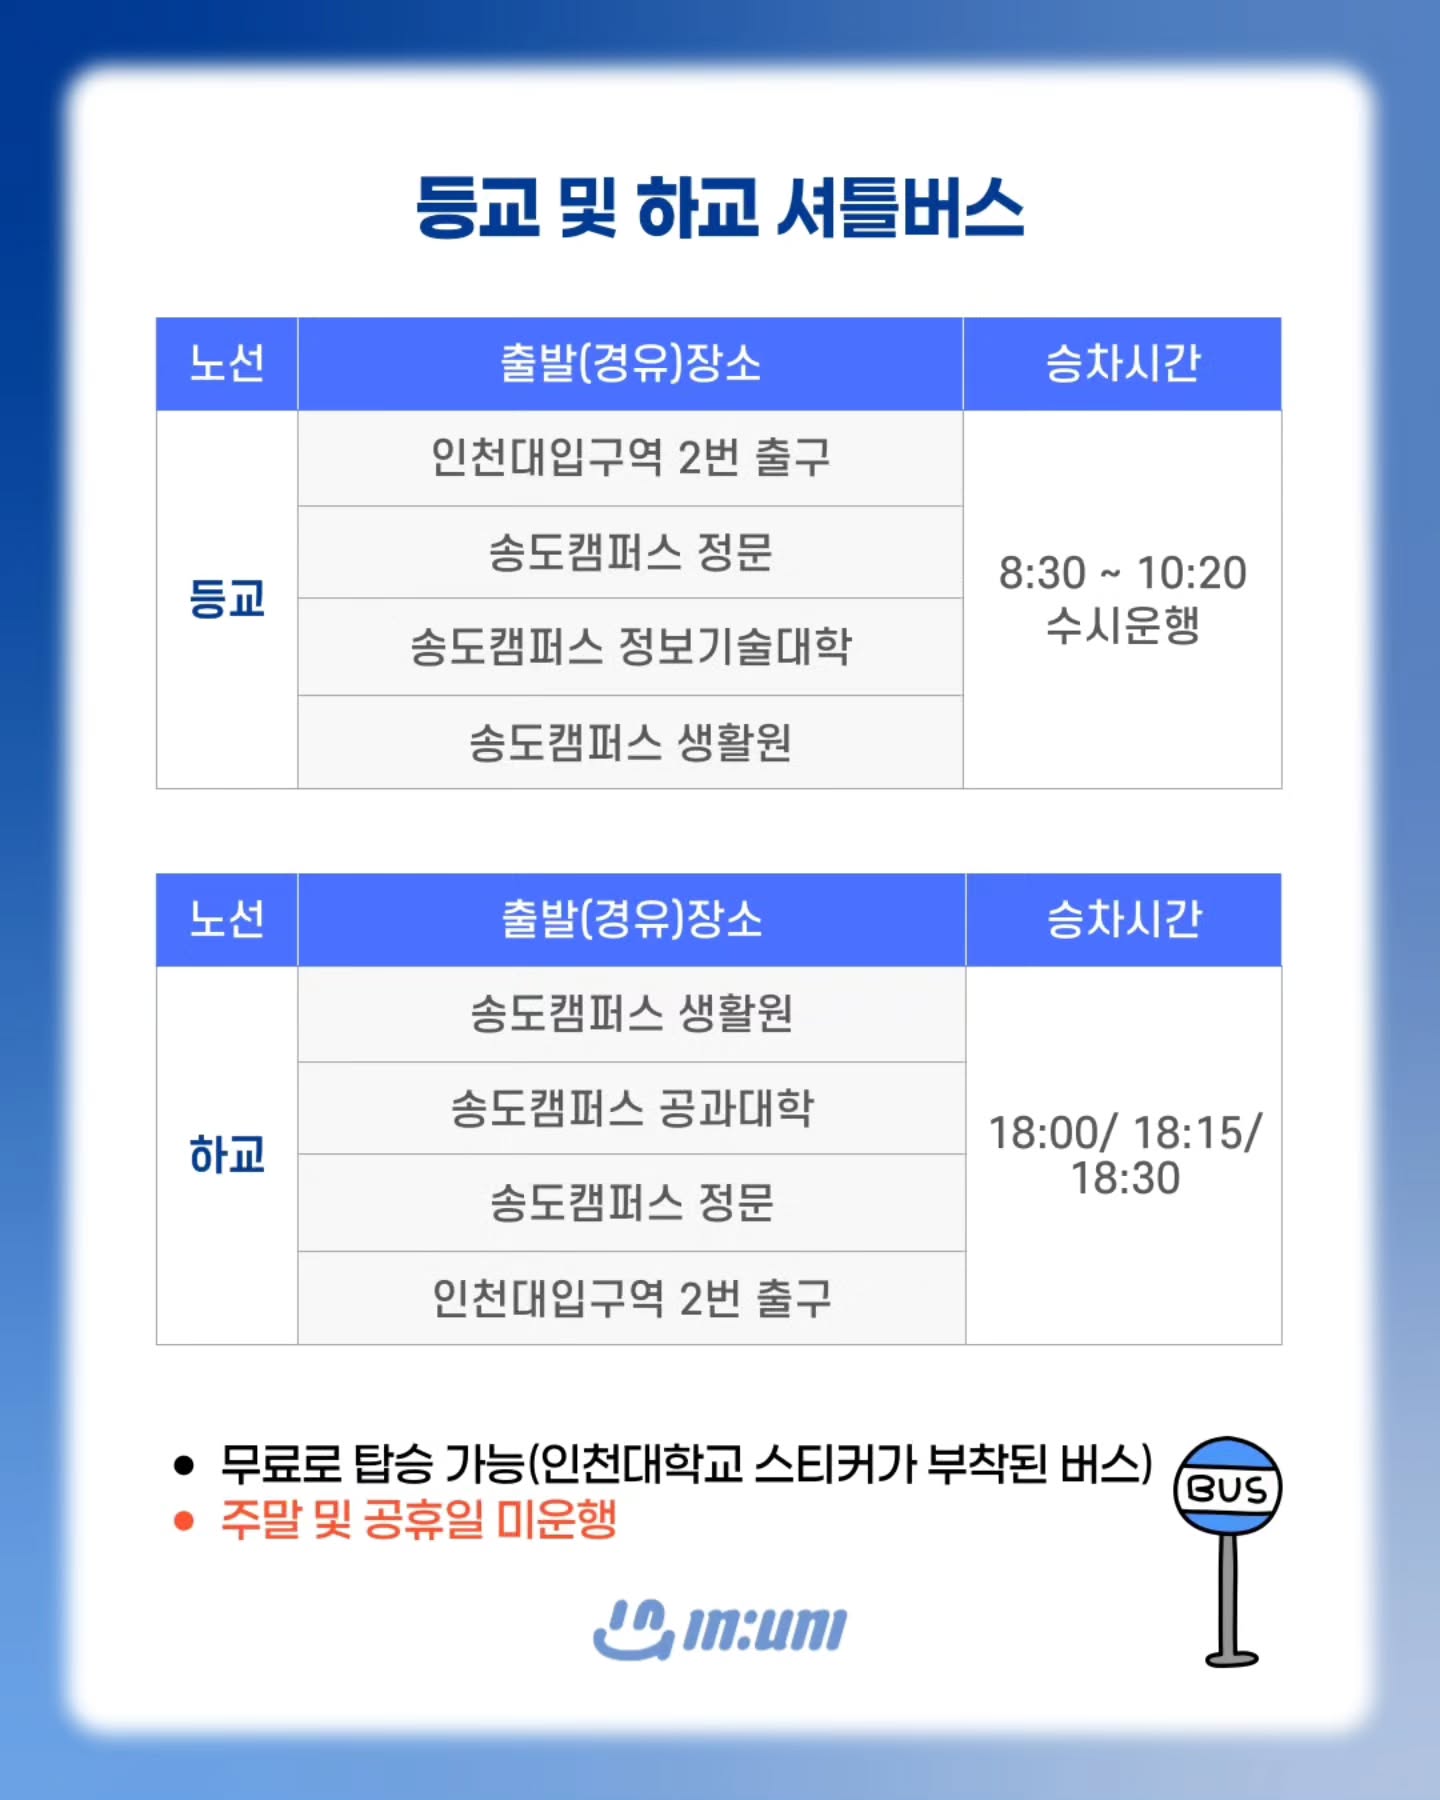 등교 및 하교 셔틀버스
노선 출발(경유)장소 승차시간
등교
인천대입구역 2번 출구
송도캠퍼스 정문
송도캠퍼스 정보기술대학
송도캠퍼스 생활원
8:30 ~ 10:20
수시운행
노선 출발(경유)장소 승차시간
하교
송도캠퍼스 생활원
송도캠퍼스 공과대학
송도캠퍼스 정문
인천대입구역 2번 출구
18:00/ 18:15/
18:30
• 무료로 탑승 가능(인천대학교 스티커가 부착된 버스)
• 주말 및 공휴일 미운행
BUS
in:uni